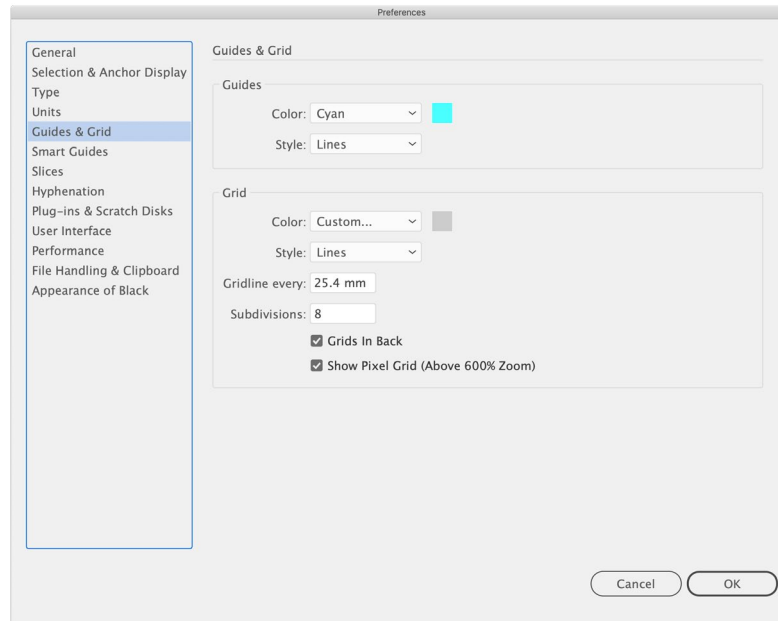 Preferences
General
Selection & Anchor Display
Type
Units
Guides & Grid
Smart Guides
Slices
Hyphenation
Plug-ins & Scratch Disks
User Interface
Performance
File Handling & Clipboard
Appearance of Black
Guides & Grid
Guides
Color: Cyan
Style: Lines
Grid
Color: Custom...
Style: Lines
Gridline every: 25.4 mm
Subdivisions: 8
Grids In Back
Show Pixel Grid (Above 600% Zoom)
Cancel OK